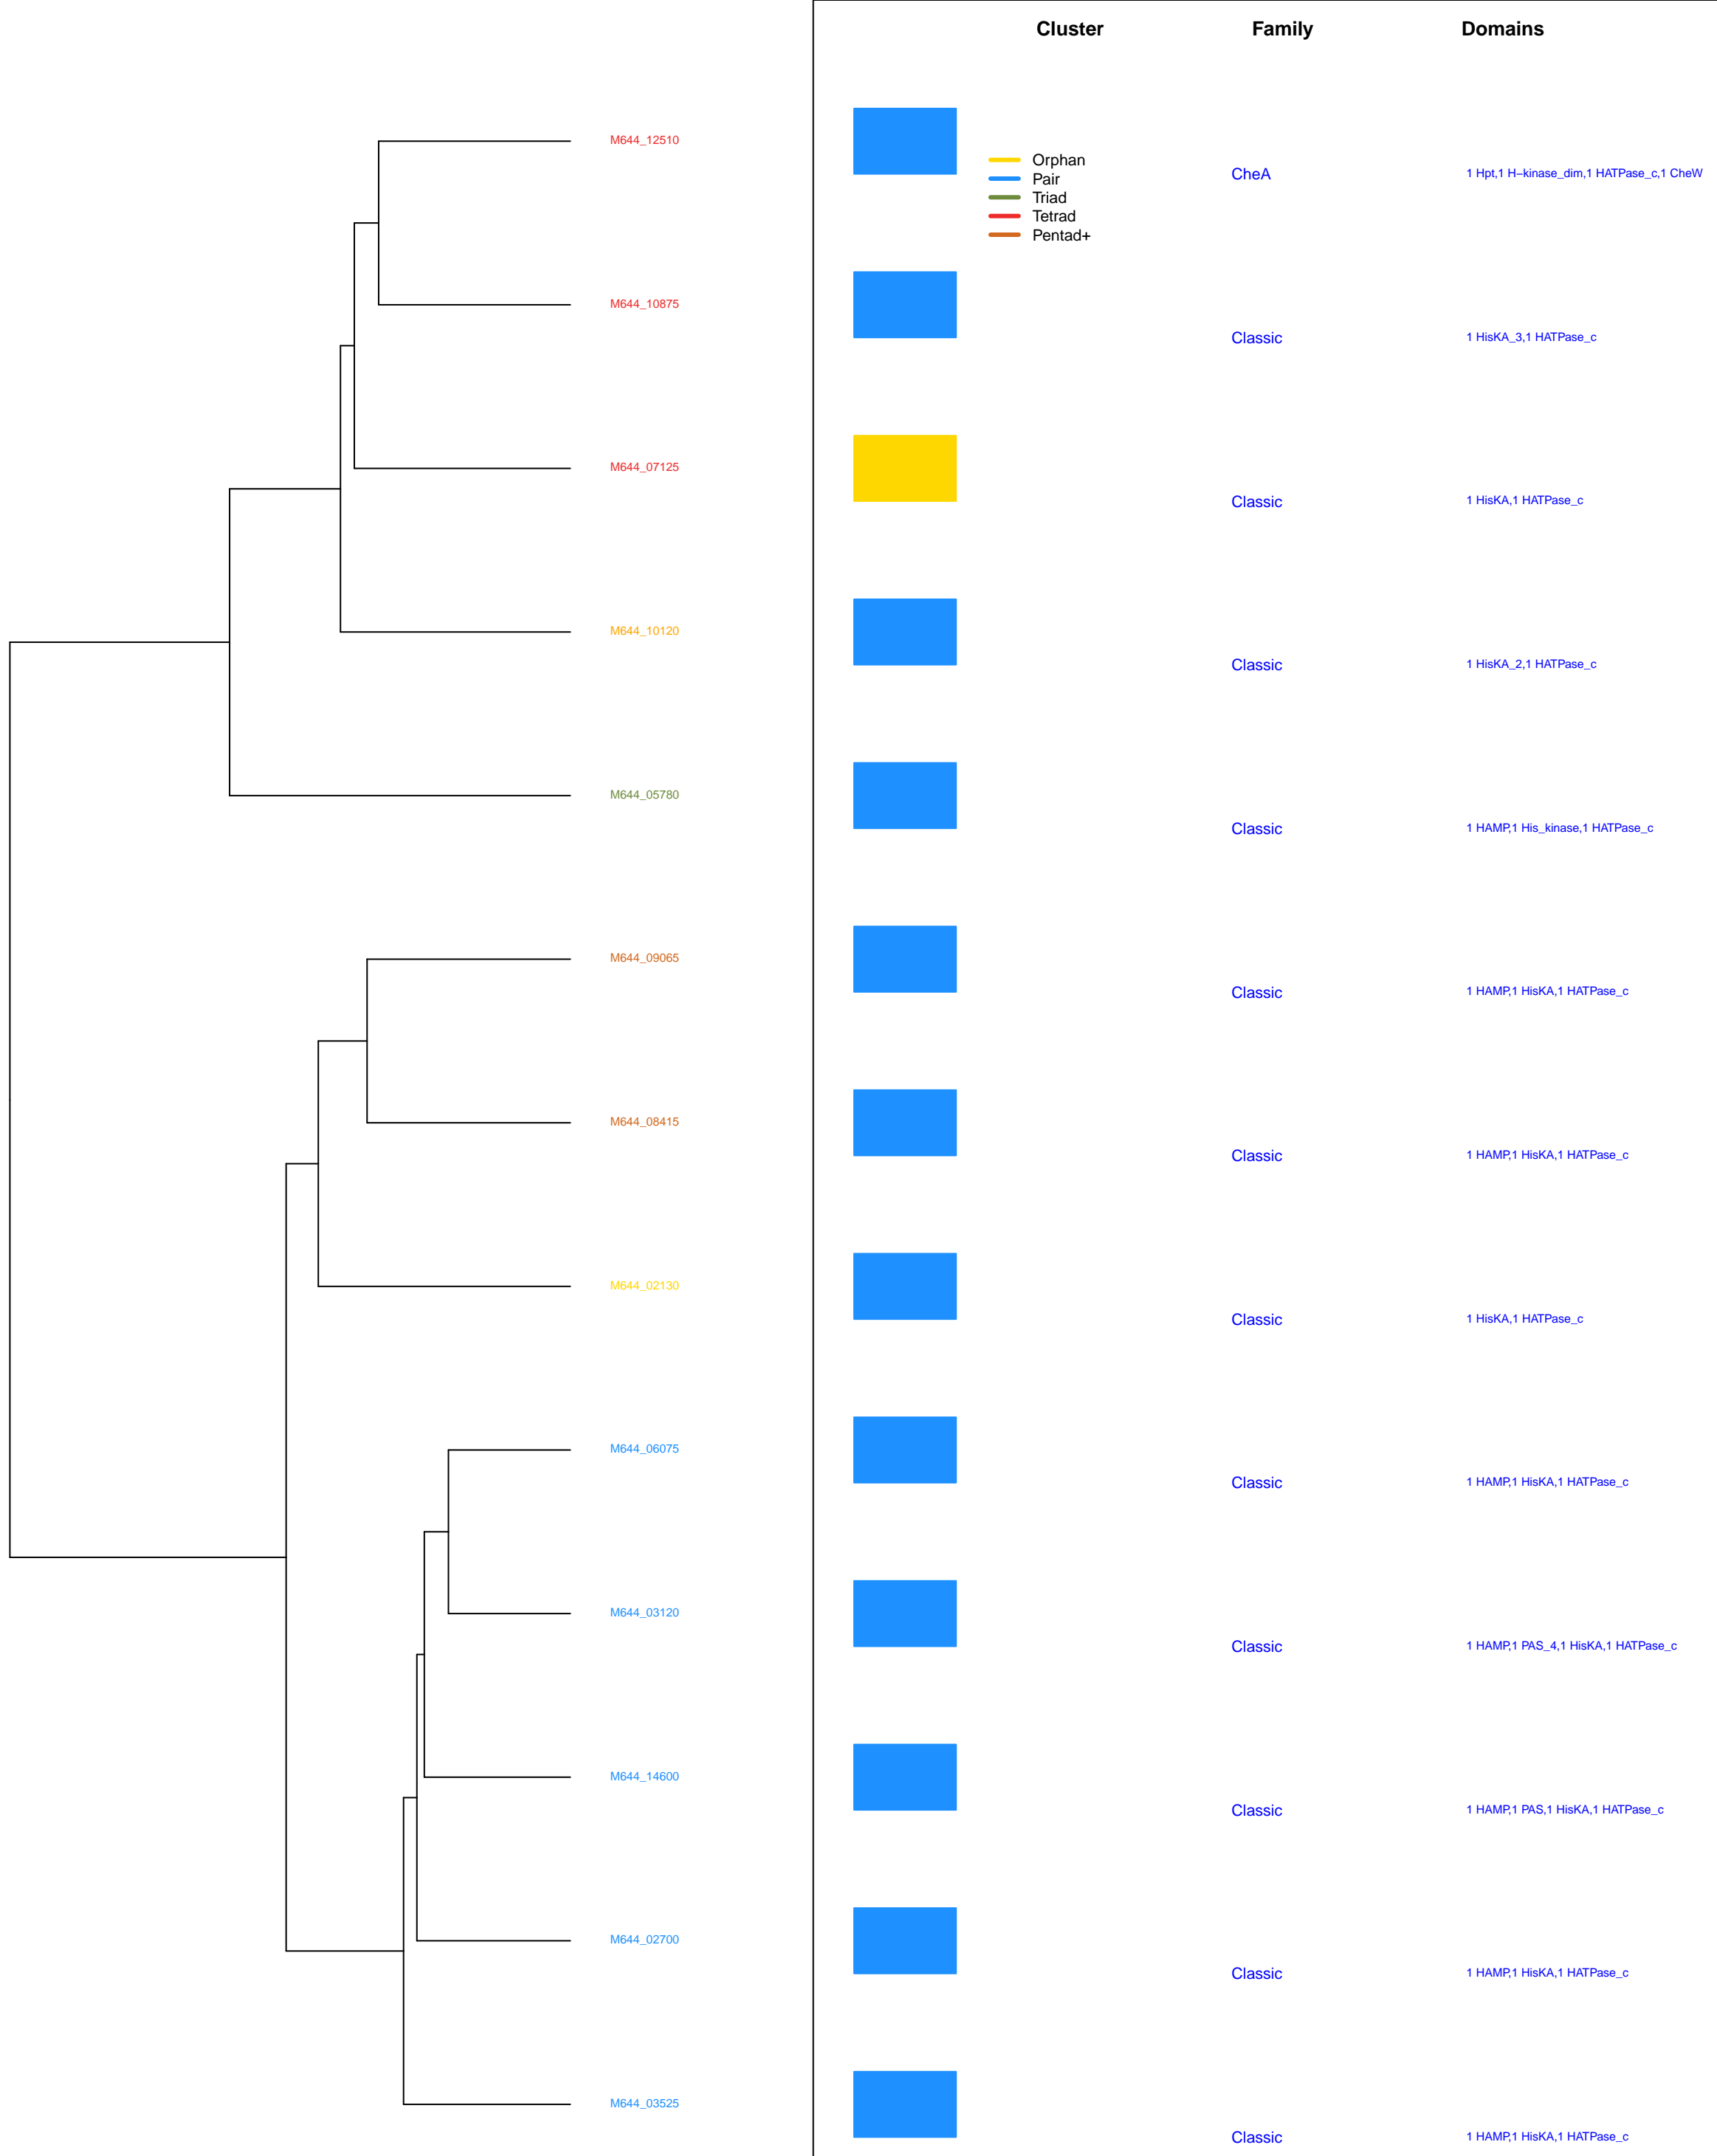 Cluster Family Domains
M644_12510
Orphan
Pair
Triad
Tetrad
Pentad+
CheA 1 Hpt,1 H−kinase_dim,1 HATPase_c,1 CheW
M644_10875
Classic 1 HisKA_3,1 HATPase_c
M644_07125
Classic 1 HisKA,1 HATPase_c
M644_10120
Classic 1 HisKA_2,1 HATPase_c
M644_05780
Classic 1 HAMP,1 His_kinase,1 HATPase_c
M644_09065
Classic 1 HAMP,1 HisKA,1 HATPase_c
M644_08415
Classic 1 HAMP,1 HisKA,1 HATPase_c
M644_02130
Classic 1 HisKA,1 HATPase_c
M644_06075
Classic 1 HAMP,1 HisKA,1 HATPase_c
M644_03120
Classic 1 HAMP,1 PAS_4,1 HisKA,1 HATPase_c
M644_14600
Classic 1 HAMP,1 PAS,1 HisKA,1 HATPase_c
M644_02700
Classic 1 HAMP,1 HisKA,1 HATPase_c
M644_03525
Classic 1 HAMP,1 HisKA,1 HATPase_c